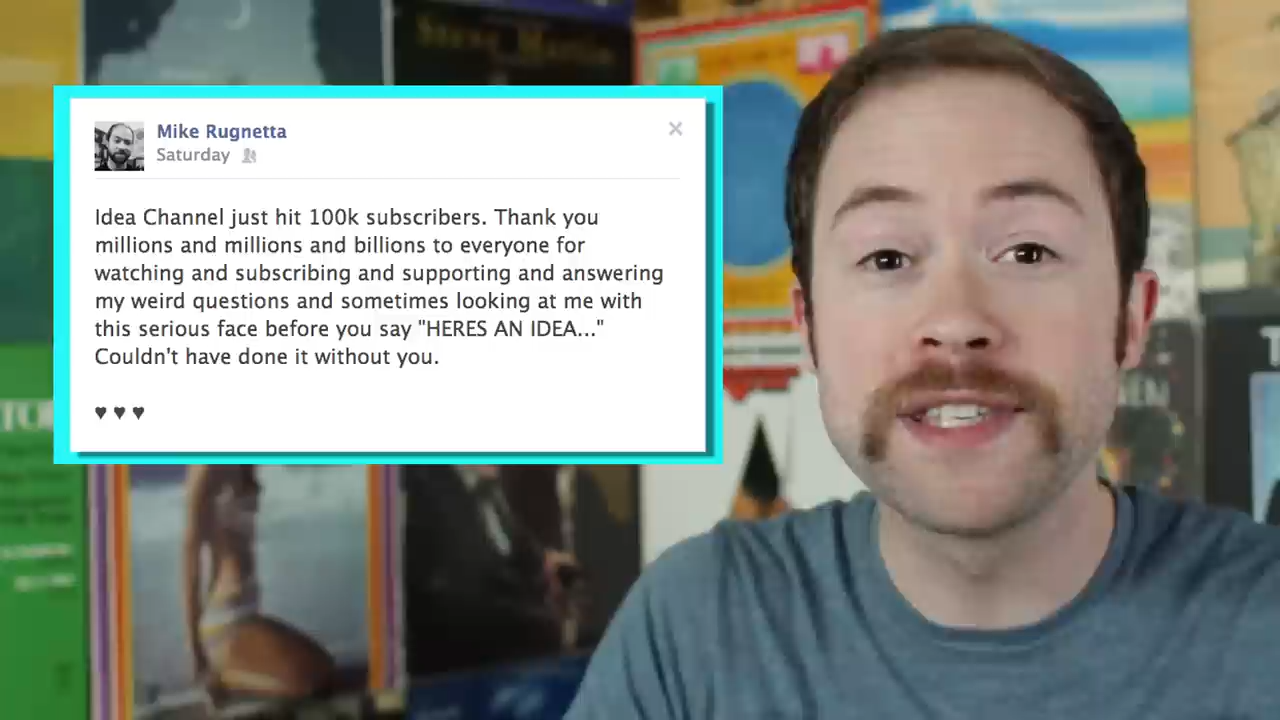 Steve Martin
Mike Rugnetta
Saturday
Idea Channel just hit 100k subscribers. Thank you
millions and millions and billions to everyone for
watching and subscribing and supporting and answering
my weird questions and sometimes looking at me with
this serious face before you say "HERES AN IDEA..."
Couldn't have done it without you.
♥ ♥ ♥